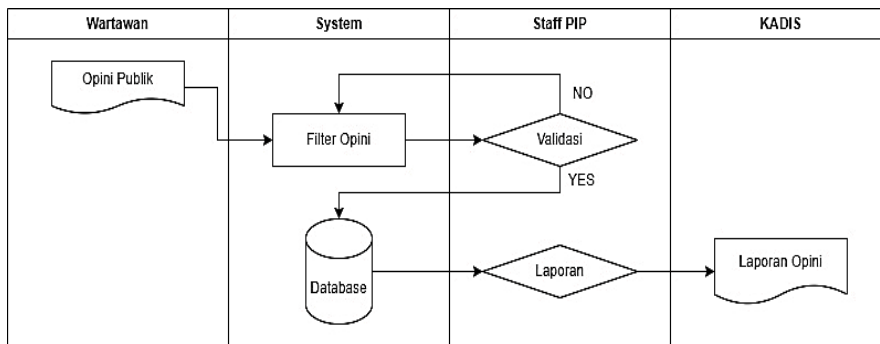 Wartawan
System
Staff PIP
KADIS
Opini Publik
NO
Filter Opini
Validasi
YES
Database
Laporan
Laporan Opini